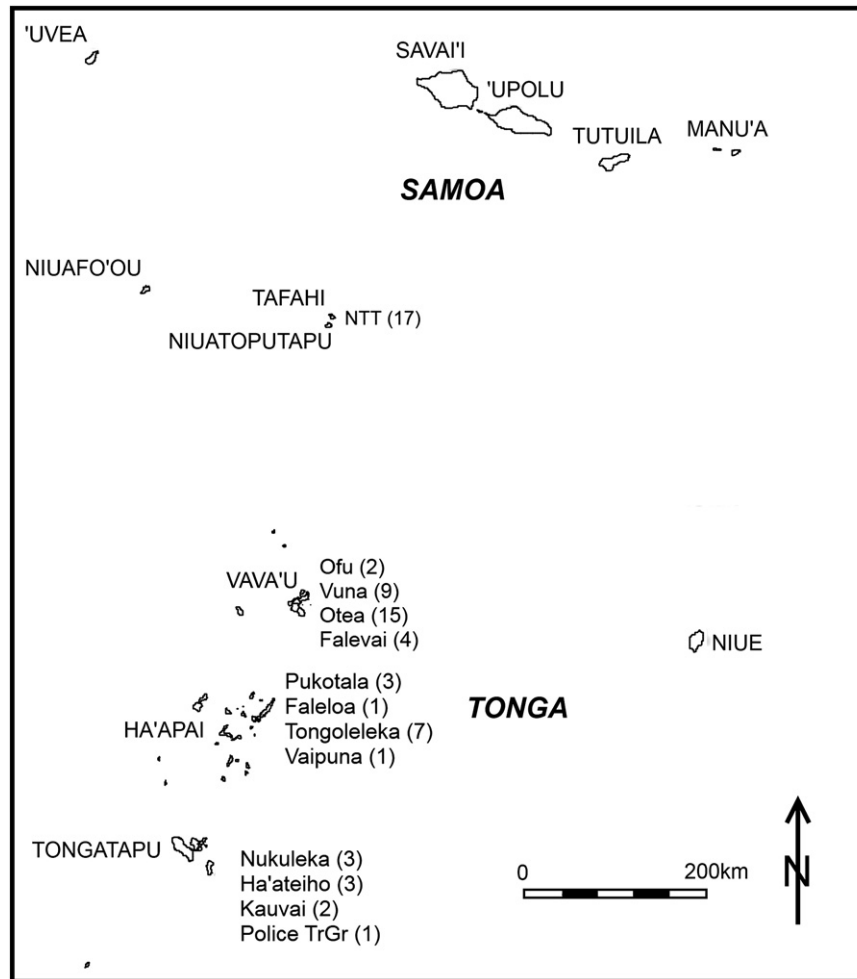 'UVEA
SAVAI'I
'UPOLU
TUTUILA
MANU'A
SAMOA
NIUAFO'OU
TAFAHI
NTT (17)
NIUATOPUTAPU
VAVA'U
Ofu (2)
Vuna (9)
Otea (15)
Falevai (4)
NIUE
Pukotala (3)
Faleloa (1)
Tongoleleka (7)
Vaipuna (1)
HA'APAI
TONGA
TONGATAPU
Nukuleka (3)
Ha'ateiho (3)
Kauvai (2)
Police TrGr (1)
0 200km
N